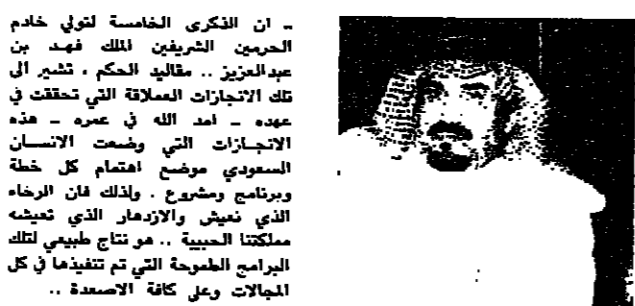 ـ ان الذكرى الخامسة لتولي خادم
الحرمين الشريفين الملك فهد بن
عبدالعزيز .. مقاليد الحكم ، تشير الى
تلك الانجازات العملاقة التي تحققت في
عهده ـ امد الله في عمره ـ هذه
الانجازات التي وضعت الانسان
السعودي موضع اهتمام كل خطة
وبرنامج ومشروع . ولذلك فان الرخاء
الذي نعيش والازدهار الذي تعيشه
مملكتنا الحبيبة .. هو نتاج طبيعي لتلك
البرامج الطموحة التي تم تنفيذها في كل
المجالات وعلى كافة الاصعدة ..